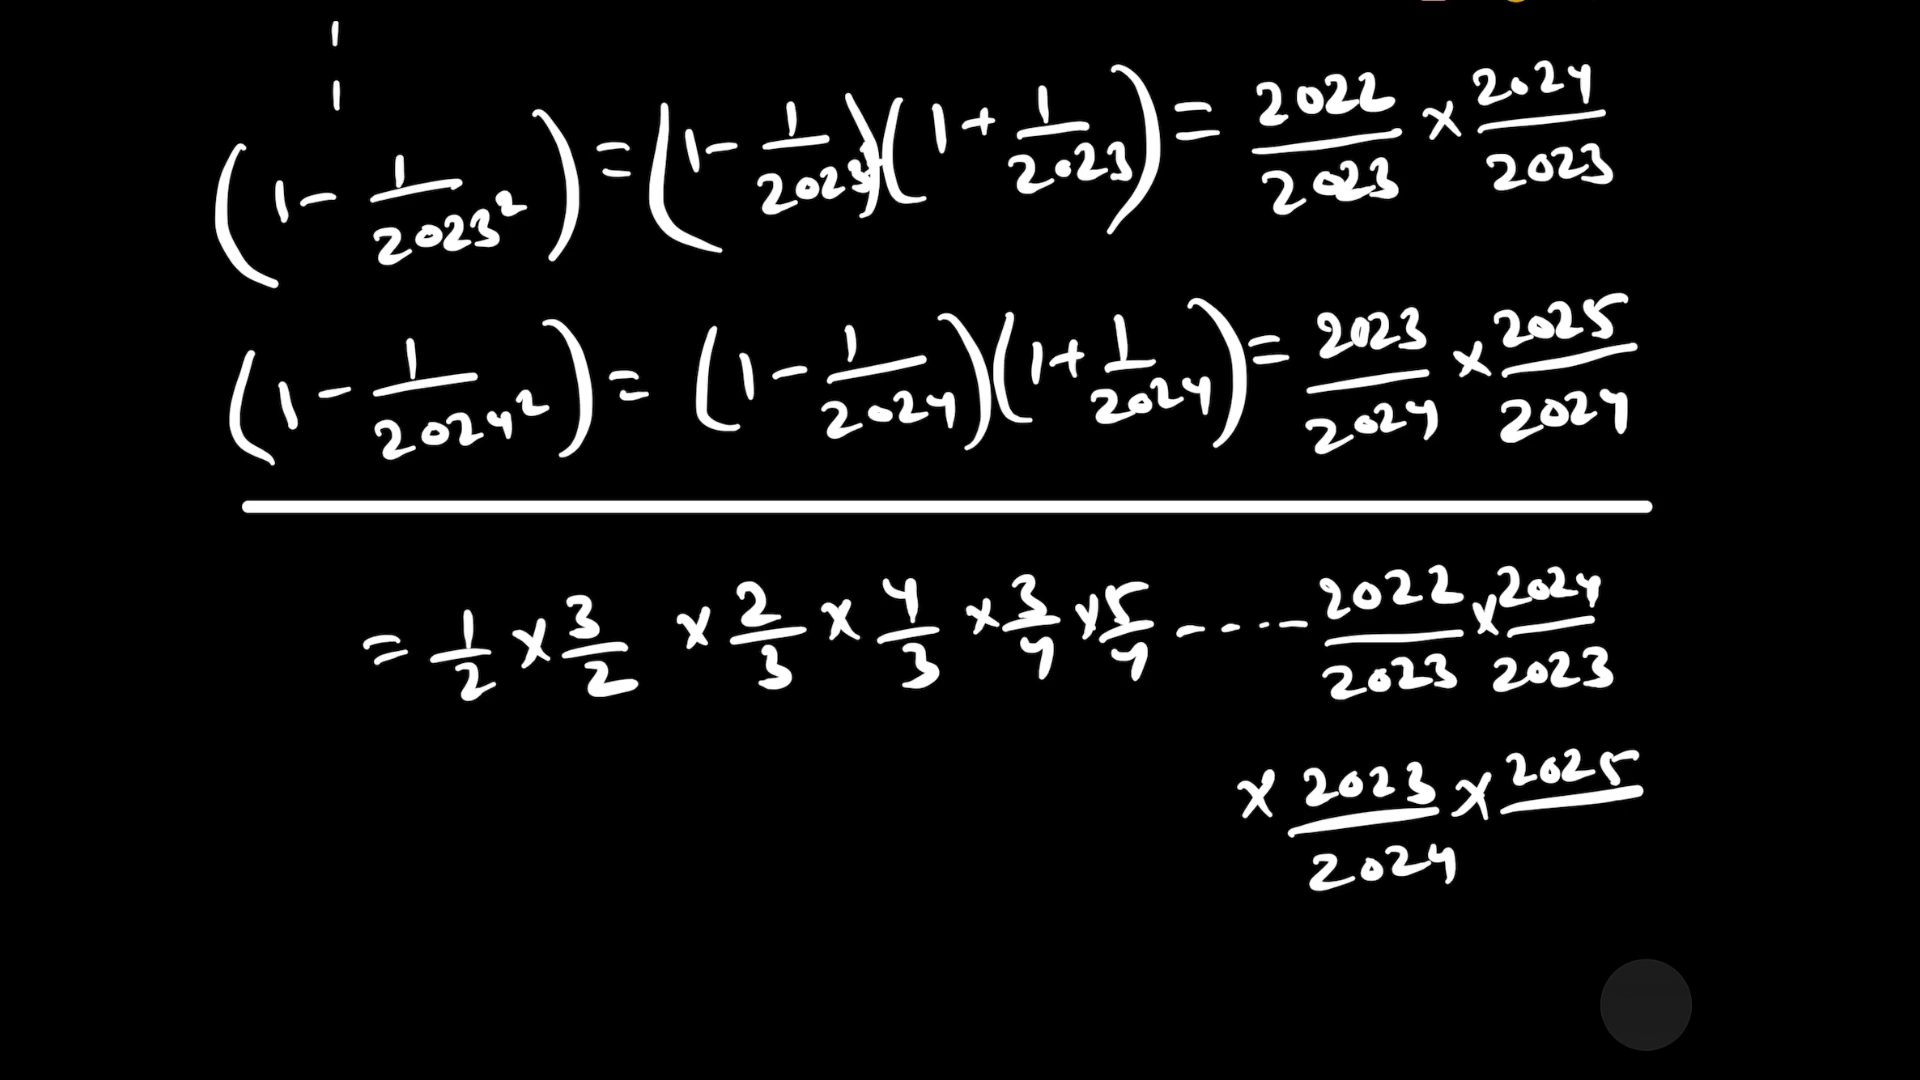 (1 - 1/2023²) = (1 - 1/2023)(1 + 1/2023) = 2022/2023 × 2024/2023
(1 - 1/2024²) = (1 - 1/2024)(1 + 1/2024) = 2023/2024 × 2025/2024
= 1/2 × 3/2 × 2/3 × 4/3 × 3/4 × 5/4 ---- 2022/2023 × 2024/2023
× 2023/2024 × 2025/